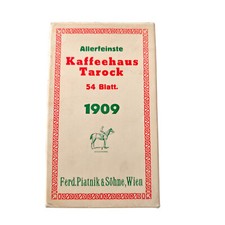 Allerfeinste
Kaffeehaus
Tarock
54 Blatt.
1909
Ferd. Piatnik & Söhne, Wien